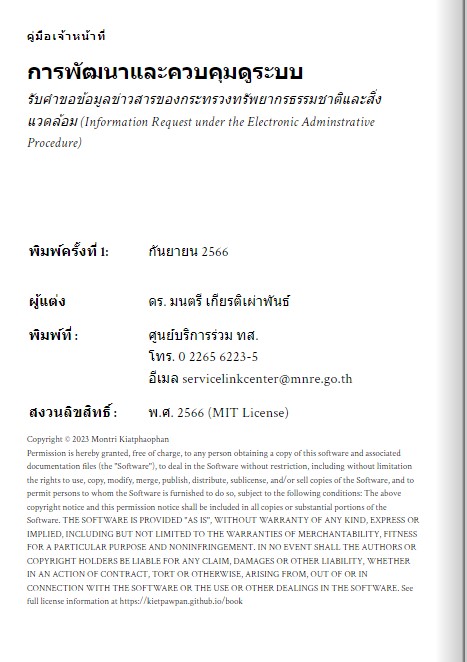 คู่มือเจ้าหน้าที่
การพัฒนาและควบคุมดูระบบ
รับคำขอข้อมูลข่าวสารของกระทรวงทรัพยากรธรรมชาติและสิ่ง
แวดล้อม (Information Request under the Electronic Adminstrative
Procedure)
พิมพ์ครั้งที่ 1: กันยายน 2566
ผู้แต่ง ดร. มนตรี เกียรติเผ่าพันธ์
พิมพ์ที่ : ศูนย์บริการร่วม ทส.
โทร. 0 2265 6223-5
อีเมล servicelinkcenter@mnre.go.th
สงวนลิขสิทธิ์ : พ.ศ. 2566 (MIT License)
Copyright © 2023 Montri Kiatphaophan
Permission is hereby granted, free of charge, to any person obtaining a copy of this software and associated
documentation files (the "Software"), to deal in the Software without restriction, including without limitation
the rights to use, copy, modify, merge, publish, distribute, sublicense, and/or sell copies of the Software, and to
permit persons to whom the Software is furnished to do so, subject to the following conditions: The above
copyright notice and this permission notice shall be included in all copies or substantial portions of the
Software. THE SOFTWARE IS PROVIDED "AS IS", WITHOUT WARRANTY OF ANY KIND, EXPRESS OR
IMPLIED, INCLUDING BUT NOT LIMITED TO THE WARRANTIES OF MERCHANTABILITY, FITNESS
FOR A PARTICULAR PURPOSE AND NONINFRINGEMENT. IN NO EVENT SHALL THE AUTHORS OR
COPYRIGHT HOLDERS BE LIABLE FOR ANY CLAIM, DAMAGES OR OTHER LIABILITY, WHETHER
IN AN ACTION OF CONTRACT, TORT OR OTHERWISE, ARISING FROM, OUT OF OR IN
CONNECTION WITH THE SOFTWARE OR THE USE OR OTHER DEALINGS IN THE SOFTWARE. See
full license information at https://kietpawpan.github.io/book